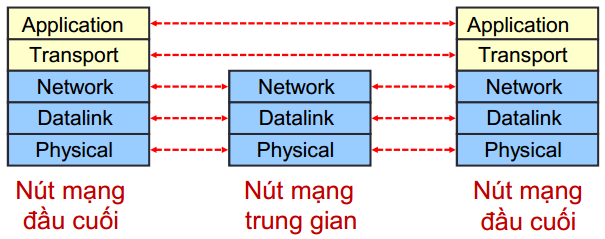 Application
Transport
Network
Datalink
Physical
Nút mạng
đầu cuối
Network
Datalink
Physical
Nút mạng
trung gian
Application
Transport
Network
Datalink
Physical
Nút mạng
đầu cuối